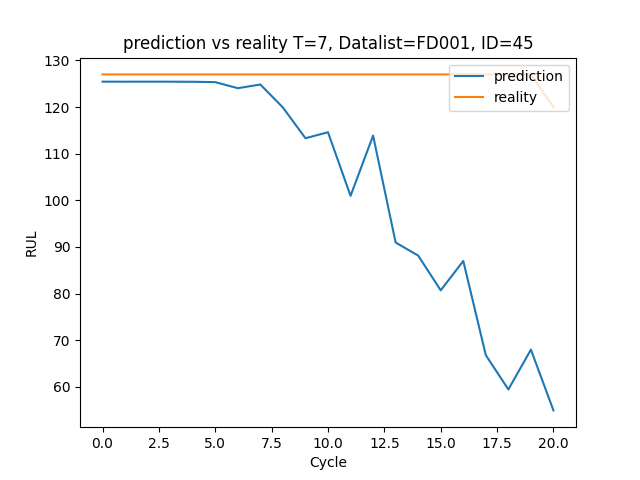 prediction vs reality T=7, Datalist=FD001, ID=45
prediction
reality
RUL
130
120
110
100
90
80
70
60
0.0 2.5 5.0 7.5 10.0 12.5 15.0 17.5 20.0
Cycle